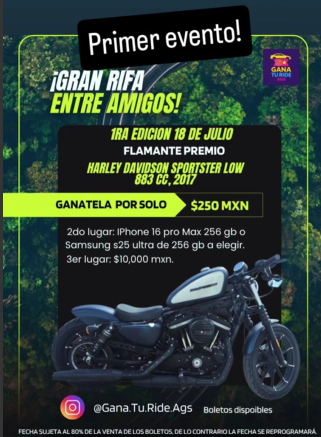 Primer evento!
GANA
TU RIDE
¡GRAN RIFA
ENTRE AMIGOS!
1RA EDICION 18 DE JULIO
FLAMANTE PREMIO
HARLEY DAVIDSON SPORTSTER LOW
883 CC, 2017
GANATELA POR SOLO $250 MXN
2do lugar: IPhone 16 pro Max 256 gb o
Samsung s25 ultra de 256 gb a elegir.
3er lugar: $10,000 mxn.
@Gana.Tu.Ride.Ags Boletos dispoibles
FECHA SUJETA AL 80% DE LA VENTA DE LOS BOLETOS, DE LO CONTRARIO LA FECHA SE REPROGRAMARÁ.